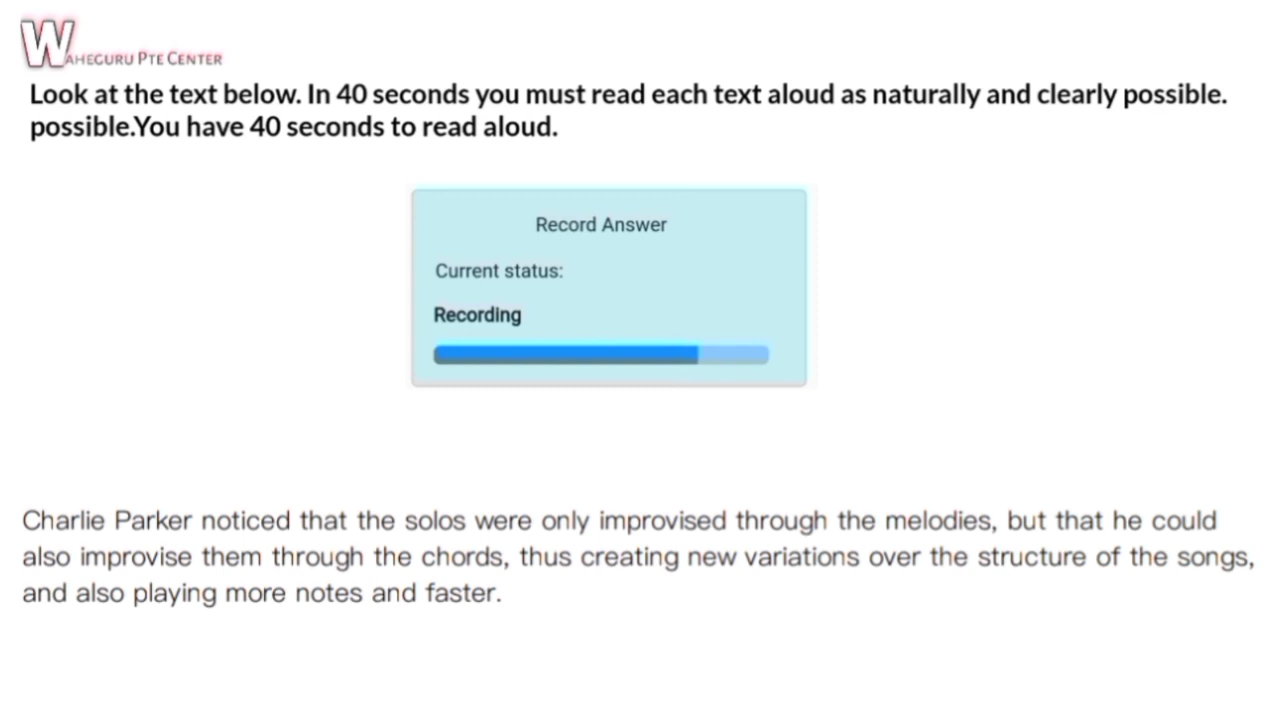 WAHEGURU PTE CENTER
Look at the text below. In 40 seconds you must read each text aloud as naturally and clearly possible.
possible.You have 40 seconds to read aloud.
Record Answer
Current status:
Recording
Charlie Parker noticed that the solos were only improvised through the melodies, but that he could
also improvise them through the chords, thus creating new variations over the structure of the songs,
and also playing more notes and faster.